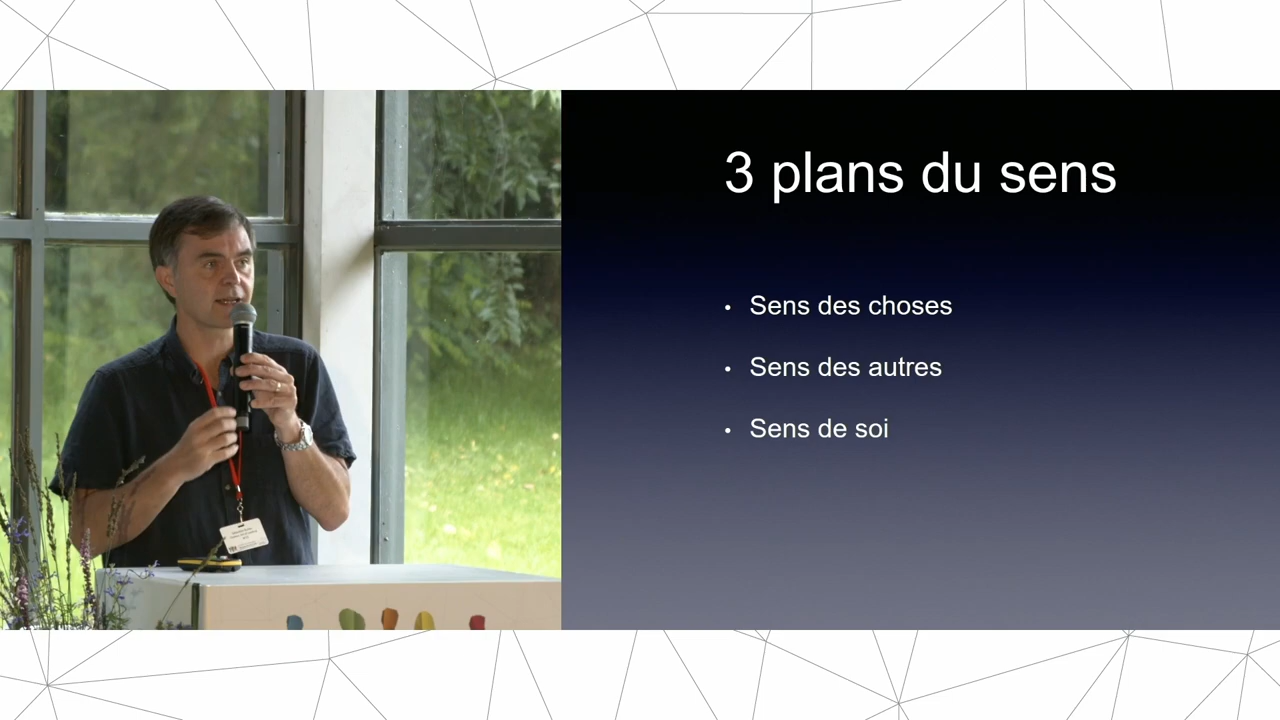 3 plans du sens
• Sens des choses
• Sens des autres
• Sens de soi